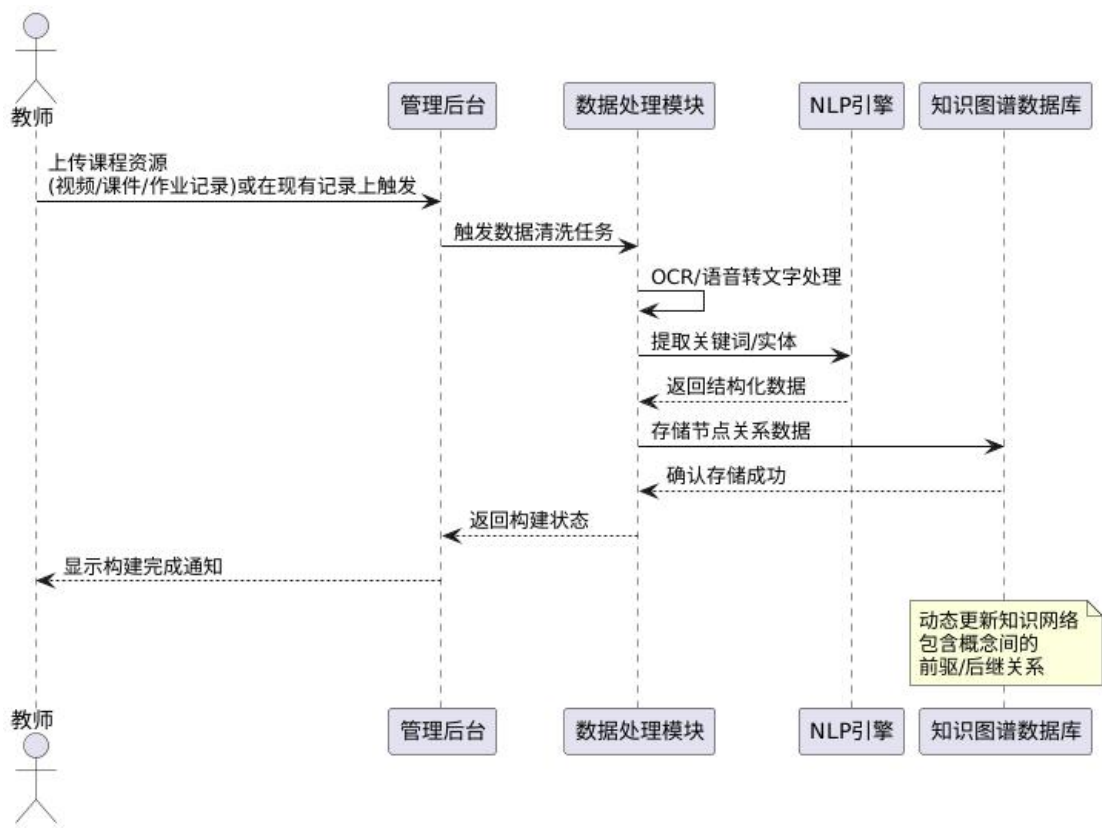 教师
管理后台
数据处理模块
NLP引擎
知识图谱数据库
上传课程资源
(视频/课件/作业记录)或在现有记录上触发
触发数据清洗任务
OCR/语音转文字处理
提取关键词/实体
返回结构化数据
存储节点关系数据
确认存储成功
返回构建状态
显示构建完成通知
动态更新知识网络
包含概念间的
前驱/后继关系
教师
管理后台
数据处理模块
NLP引擎
知识图谱数据库